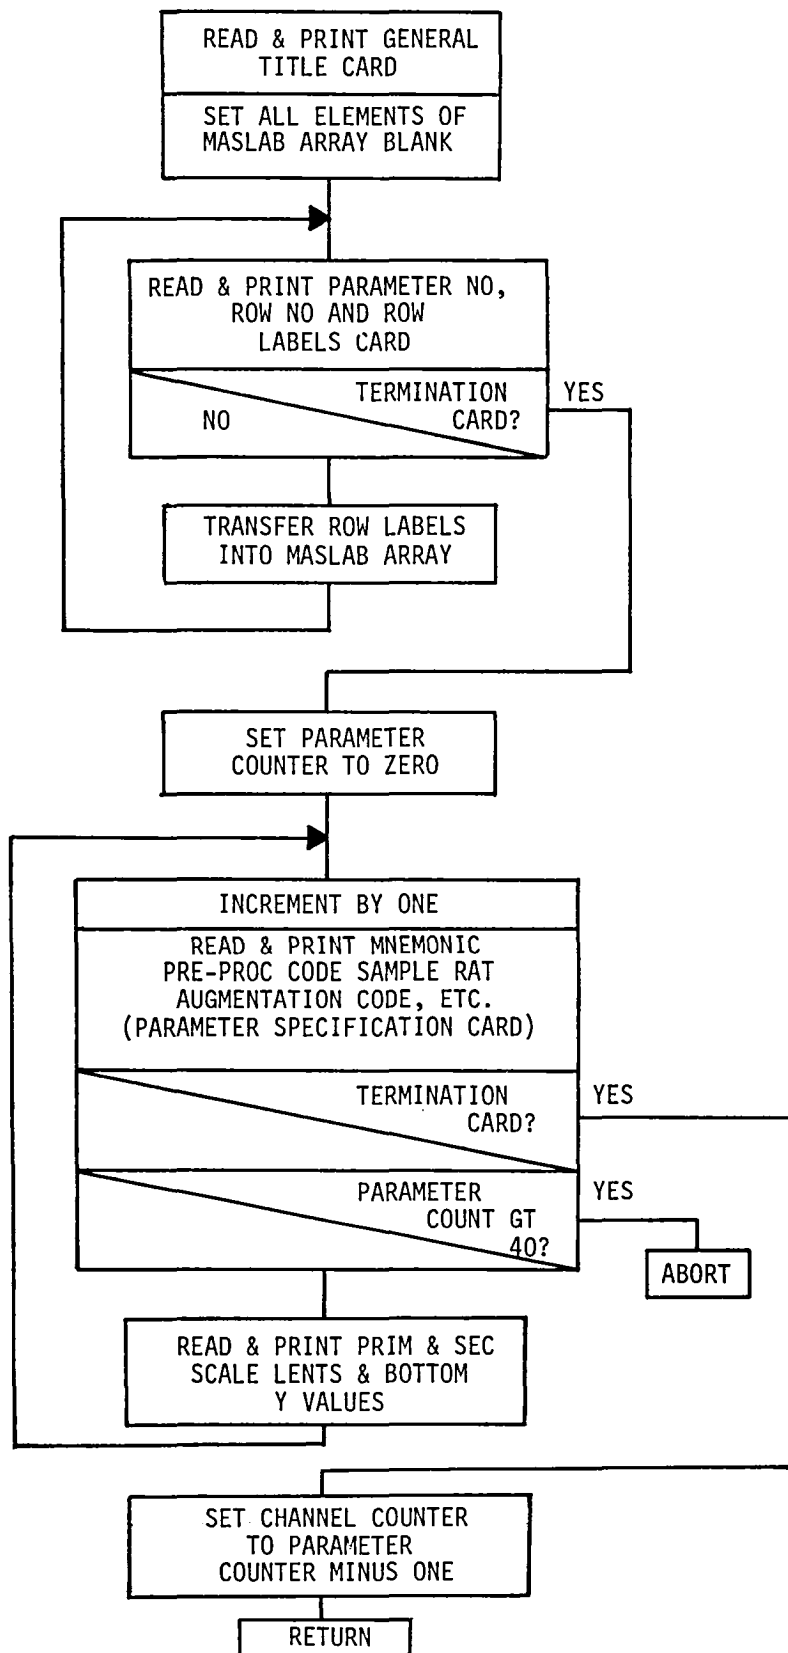 READ & PRINT GENERAL
TITLE CARD
SET ALL ELEMENTS OF
MASLAB ARRAY BLANK
READ & PRINT PARAMETER NO,
ROW NO AND ROW
LABELS CARD
TERMINATION
CARD?
YES
NO
TRANSFER ROW LABELS
INTO MASLAB ARRAY
SET PARAMETER
COUNTER TO ZERO
INCREMENT BY ONE
READ & PRINT MNEMONIC
PRE-PROC CODE SAMPLE RAT
AUGMENTATION CODE, ETC.
(PARAMETER SPECIFICATION CARD)
TERMINATION
CARD?
YES
PARAMETER
COUNT GT
40?
YES
ABORT
READ & PRINT PRIM & SEC
SCALE LENTS & BOTTOM
Y VALUES
SET CHANNEL COUNTER
TO PARAMETER
COUNTER MINUS ONE
RETURN